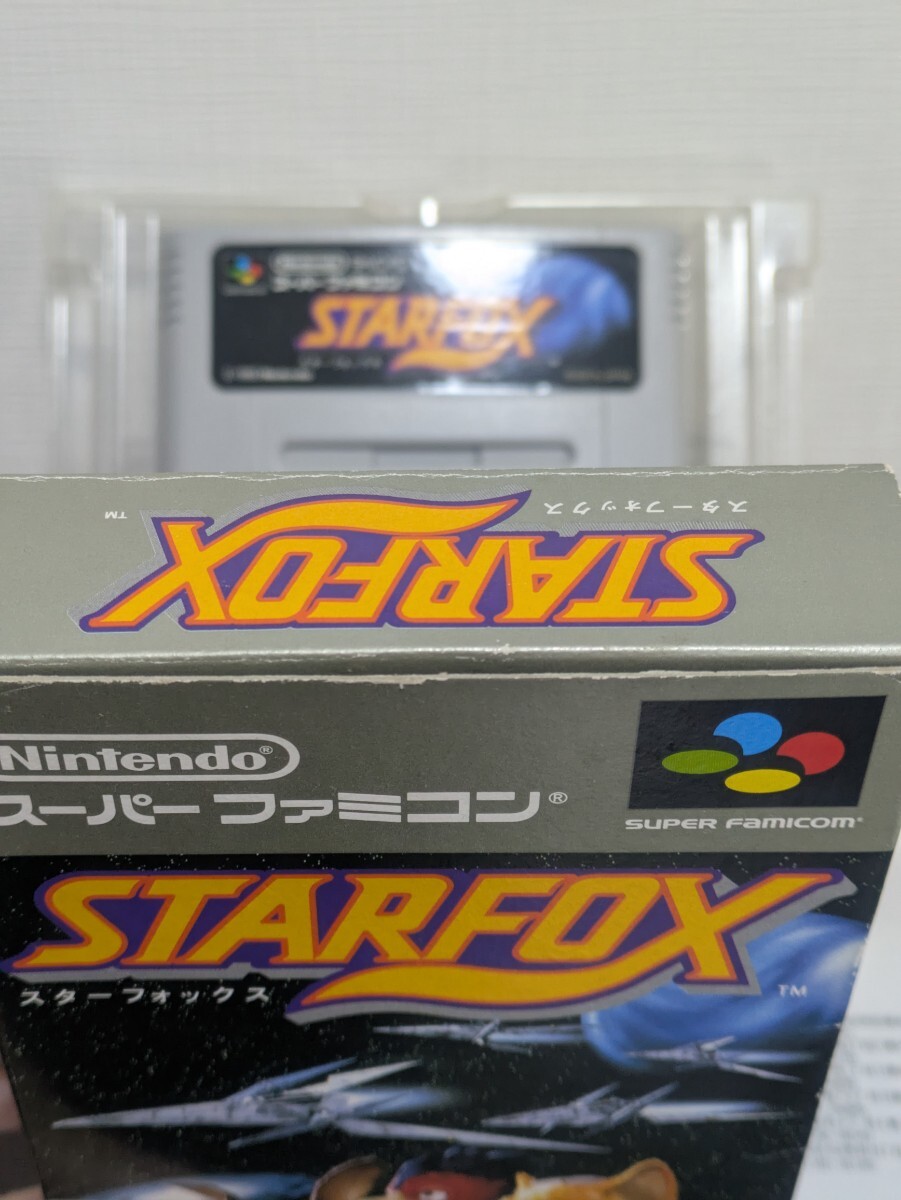 Nintendo
スーパーファミコン
STARFOX
スターフォックス
STARFOX
TM
Nintendo®
スーパーファミコン®
SUPER FAMICOM®
STARFOX
スターフォックス
TM